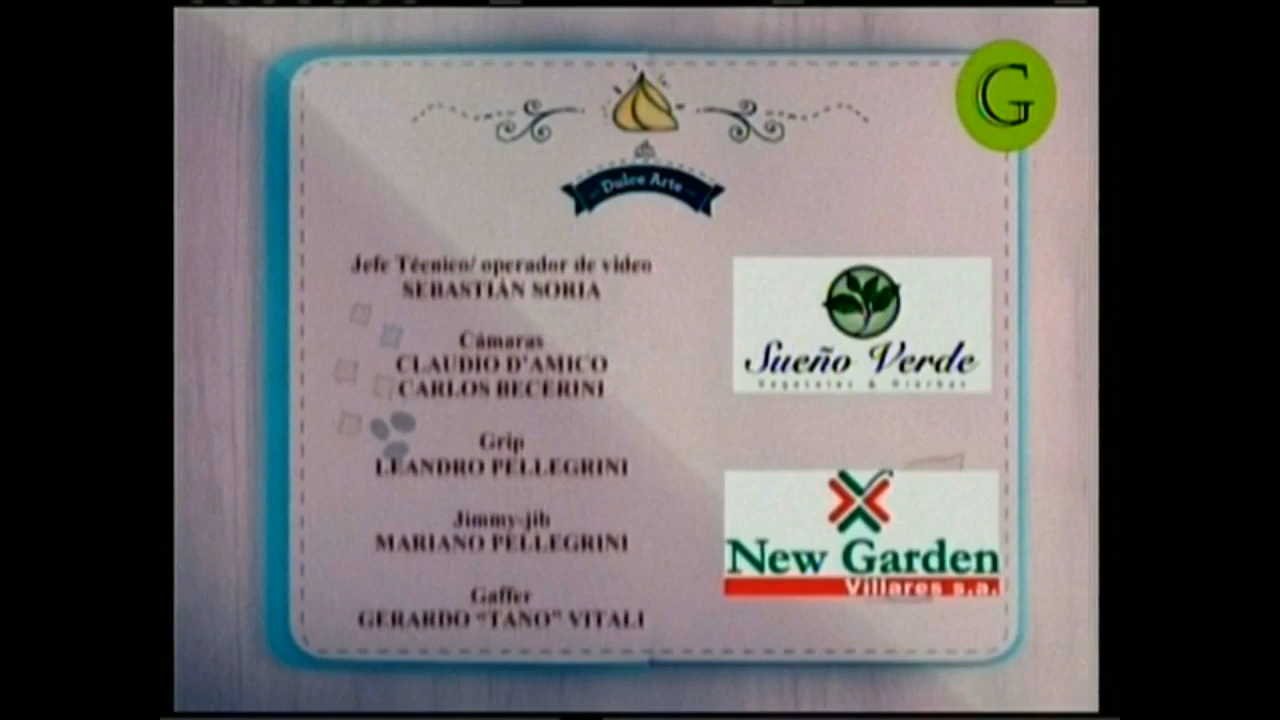 G
Dulce Arte
Jefe Técnico/ operador de video
SEBASTIÁN SORIA
Cámaras
CLAUDIO D'AMICO
CARLOS BECERINI
Grip
LEANDRO PELLEGRINI
Jimmy-jib
MARIANO PELLEGRINI
Gaffer
GERARDO “TANO” VITALI
Sueño Verde
Vegetales & Hierbas
New Garden
Villares s.a.